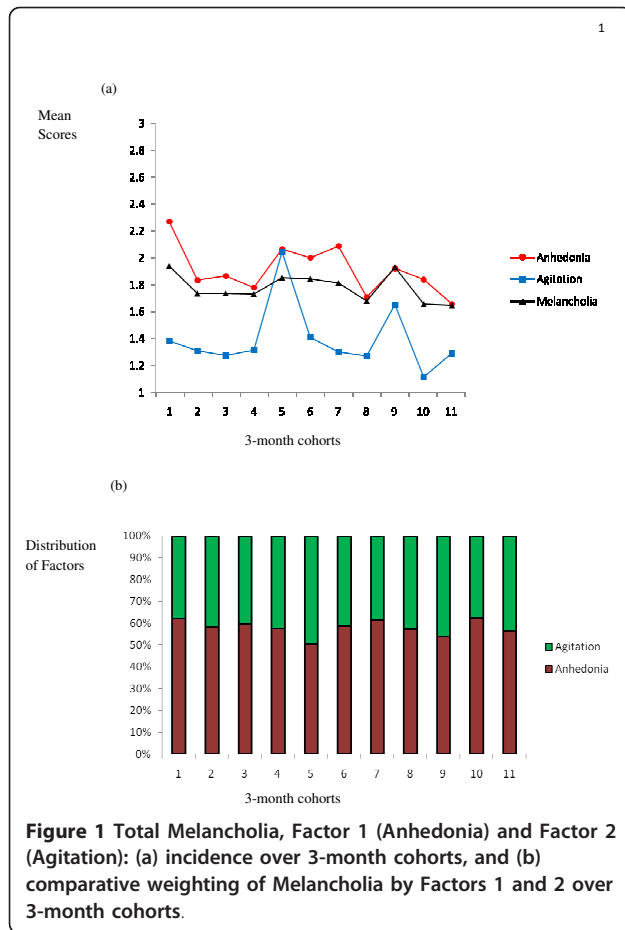 1
(a)
Mean
Scores
3
2.8
2.6
2.4
2.2
2
1.8
1.6
1.4
1.2
1
1 2 3 4 5 6 7 8 9 10 11
3-month cohorts
Anhedonia
Agitation
Melancholia
(b)
Distribution
of Factors
100%
90%
80%
70%
60%
50%
40%
30%
20%
10%
0%
1 2 3 4 5 6 7 8 9 10 11
3-month cohorts
Agitation
Anhedonia
Figure 1 Total Melancholia, Factor 1 (Anhedonia) and Factor 2
(Agitation): (a) incidence over 3-month cohorts, and (b)
comparative weighting of Melancholia by Factors 1 and 2 over
3-month cohorts.